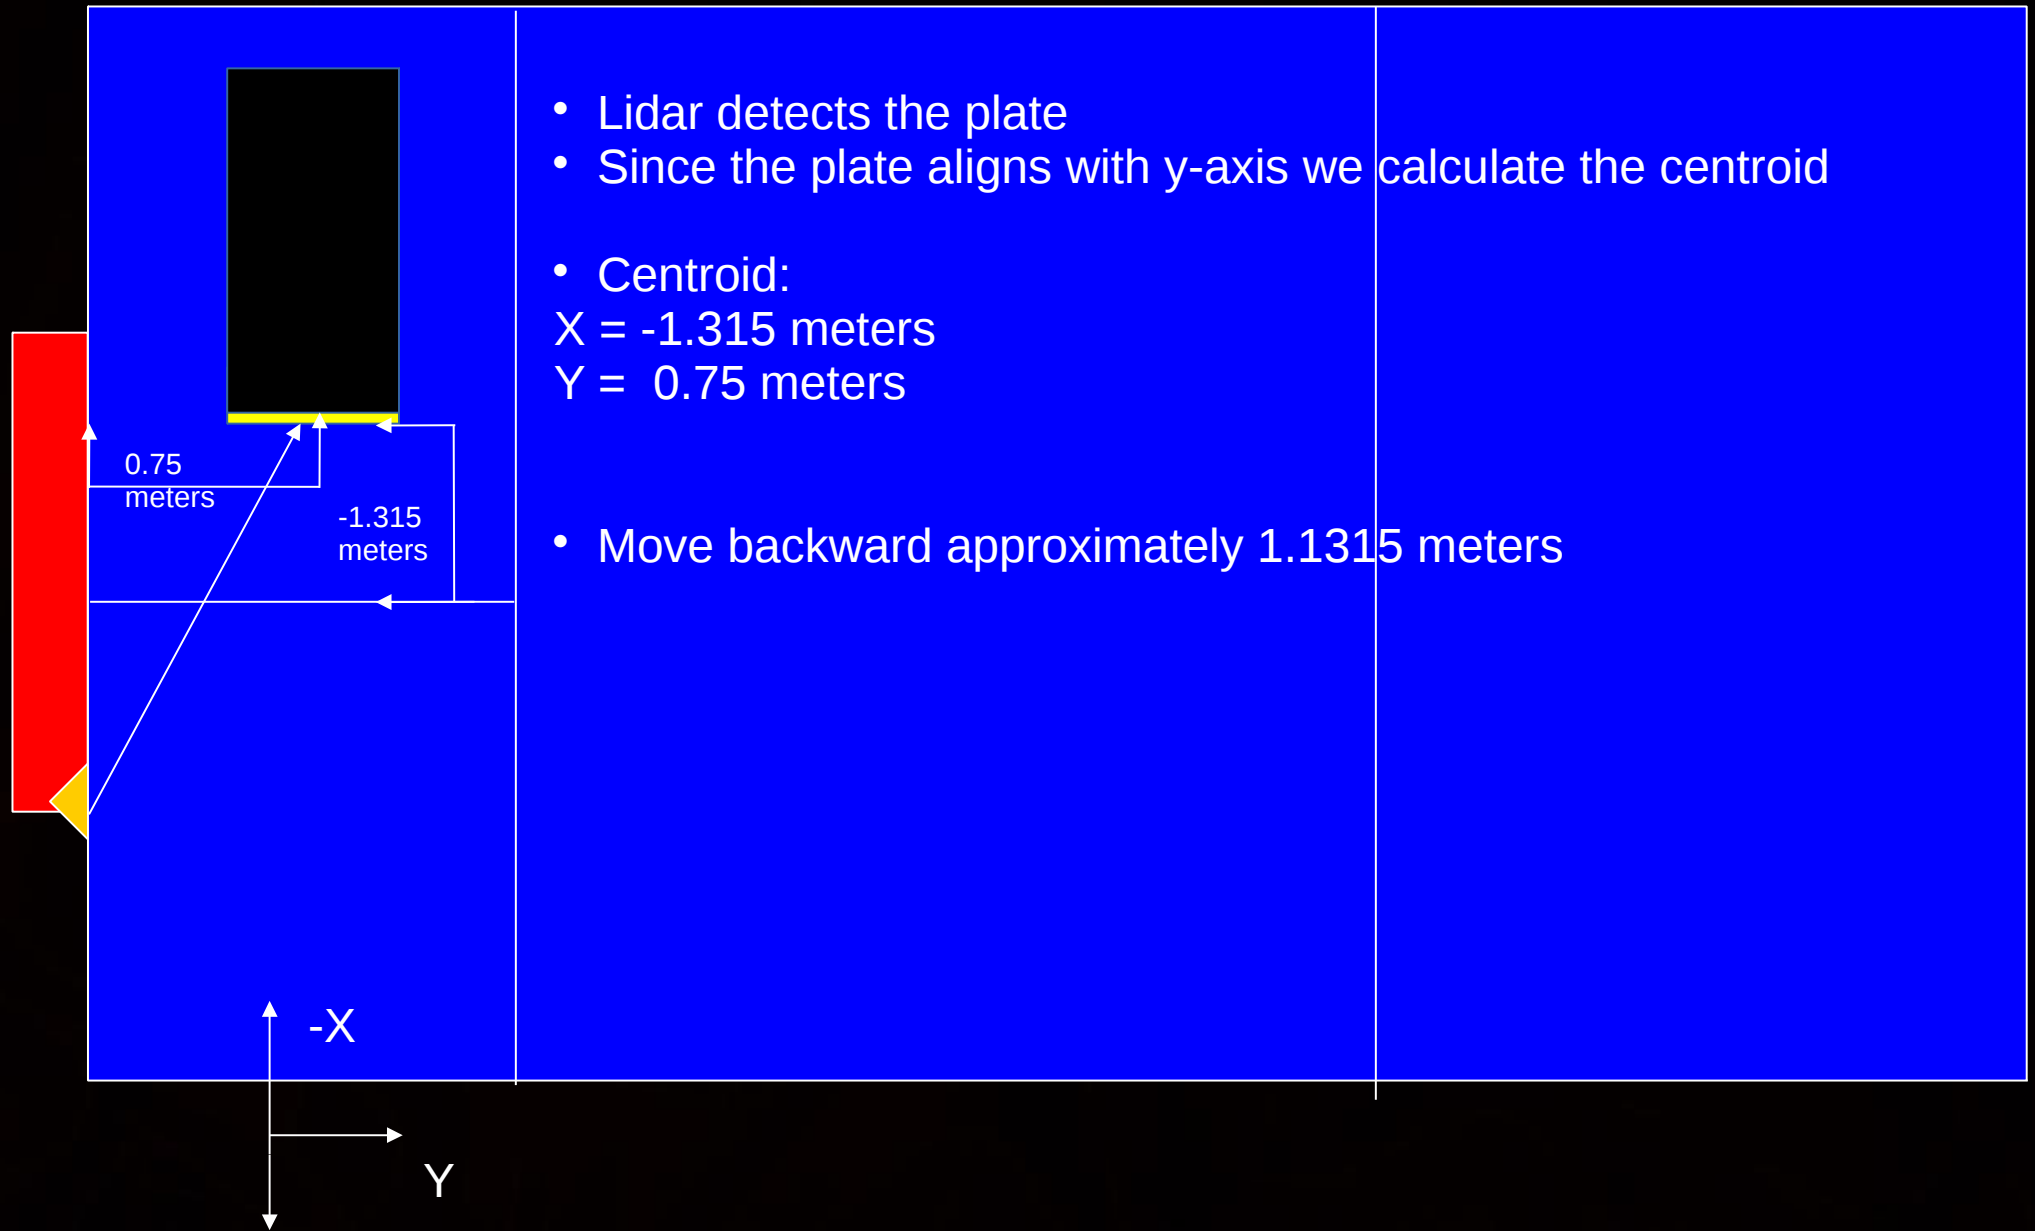 • Lidar detects the plate
• Since the plate aligns with y-axis we calculate the centroid
• Centroid:
X = -1.315 meters
Y =  0.75 meters
0.75
meters
-1.315
meters
• Move backward approximately 1.1315 meters
-X
Y